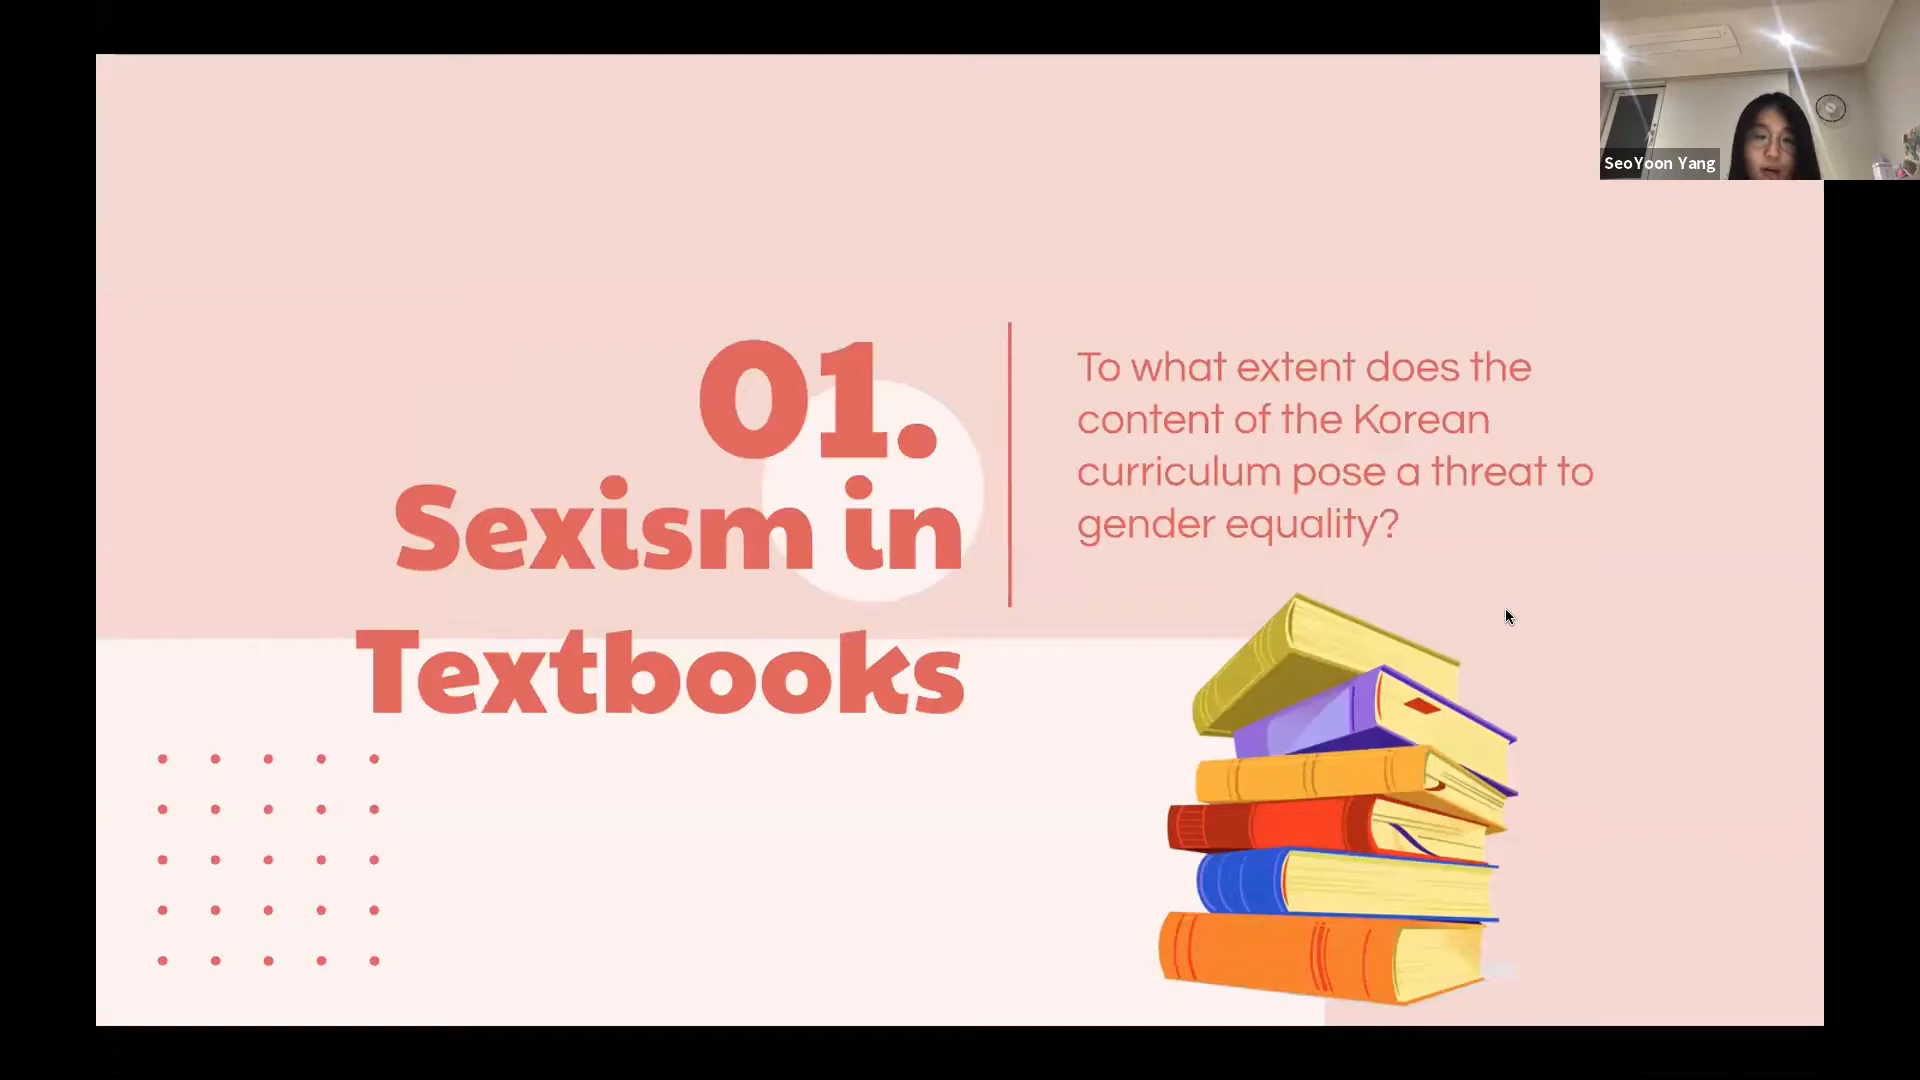 SeoYoon Yang
01.
Sexism in
Textbooks
To what extent does the
content of the Korean
curriculum pose a threat to
gender equality?